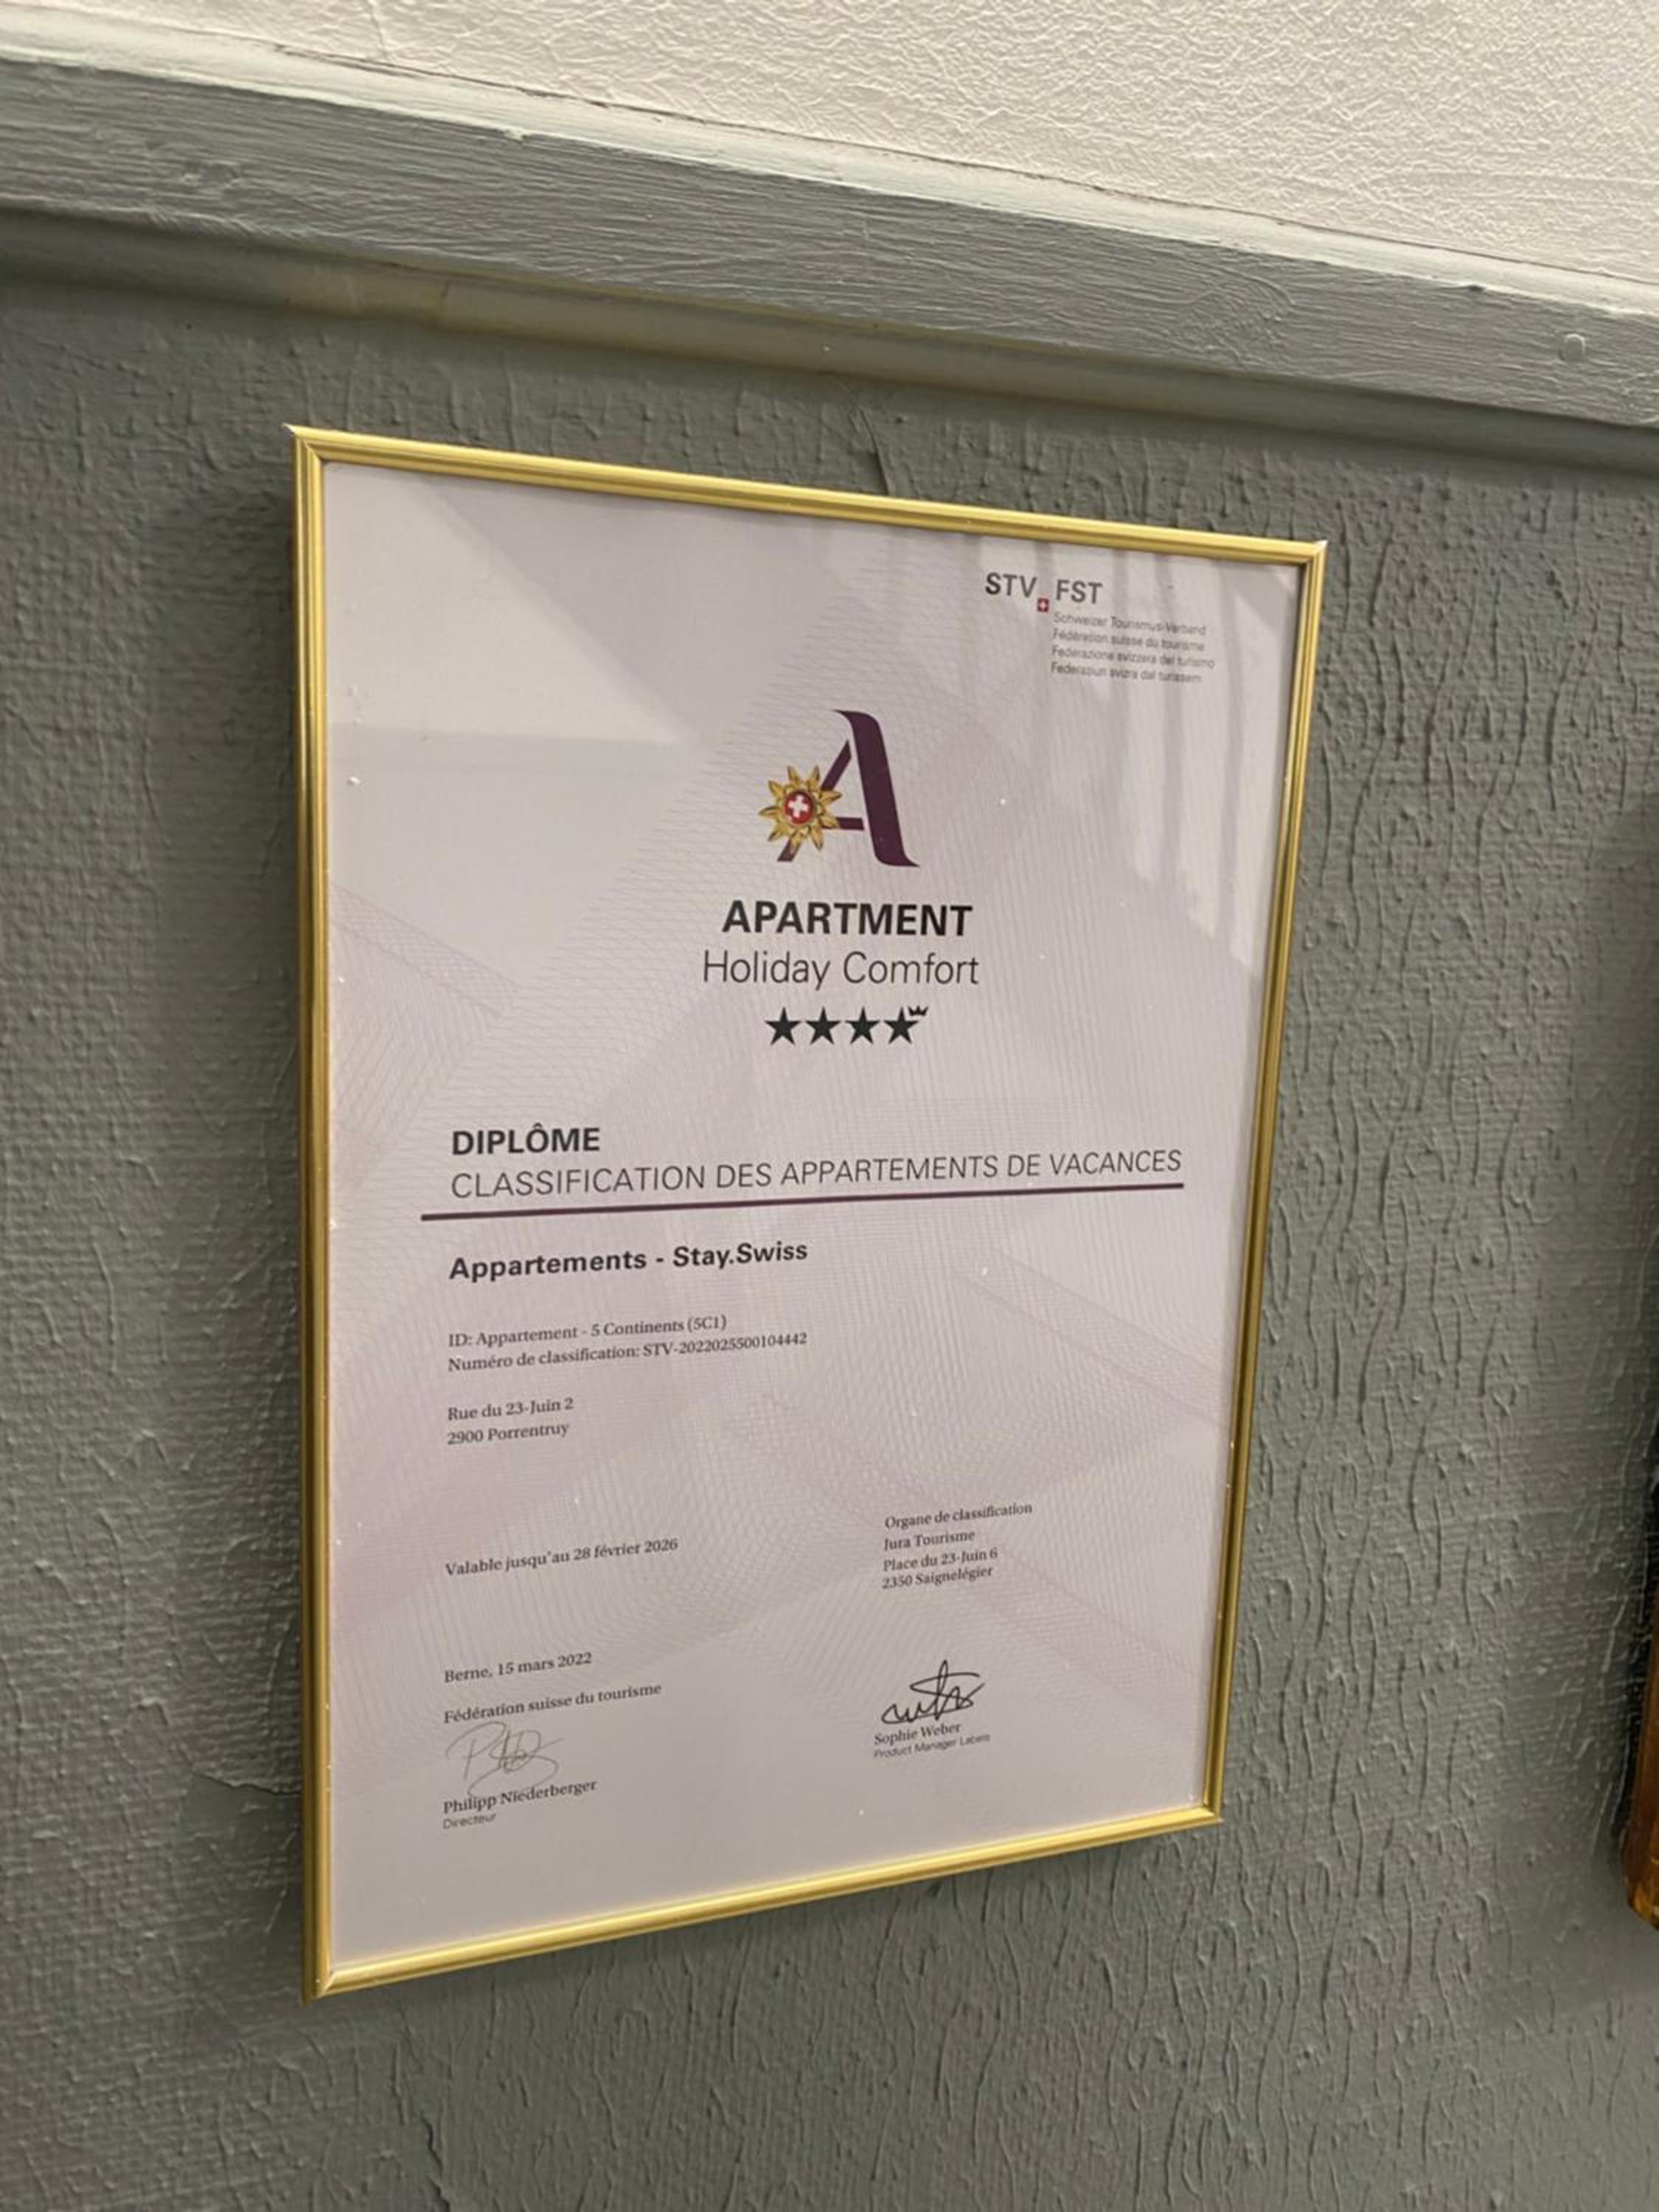 STV FST
Schweizer Tourismus-Verband
Fédération suisse du tourisme
Federazione svizzera del turismo
Federaziun svizra dal turissem
APARTMENT
Holiday Comfort
DIPLÔME
CLASSIFICATION DES APPARTEMENTS DE VACANCES
Appartements - Stay.Swiss
ID: Appartement - 5 Continents (5C1)
Numéro de classification: STV-2022025500104442
Rue du 23-Juin 2
2900 Porrentruy
Valable jusqu'au 28 février 2026
Organe de classification
Jura Tourisme
Place du 23-Juin 6
2350 Saignelégier
Berne, 15 mars 2022
Fédération suisse du tourisme
Philipp Niederberger
Directeur
Sophie Weber
Product Manager Labels